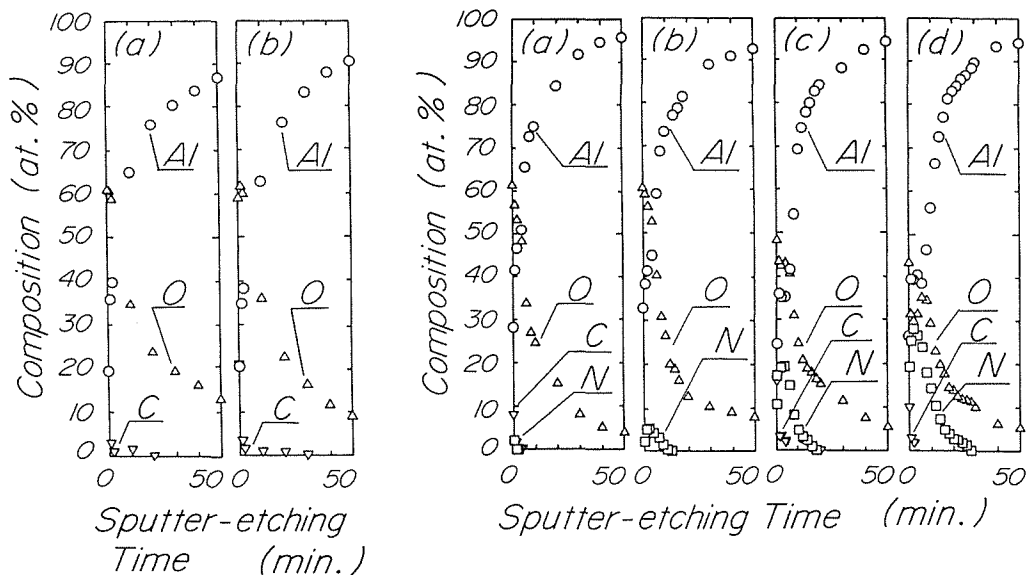 Composition (at. %)
100
90
80
70
60
50
40
30
20
10
0
(a)
Al
O
C
0
50
(b)
Al
O
C
0
50
Sputter-etching
Time (min.)
Composition (at. %)
100
90
80
70
60
50
40
30
20
10
0
(a)
Al
O
C
N
0
50
(b)
Al
O
N
0
50
(c)
Al
O
C
N
0
50
(d)
Al
O
C
N
0
50
Sputter-etching Time (min.)